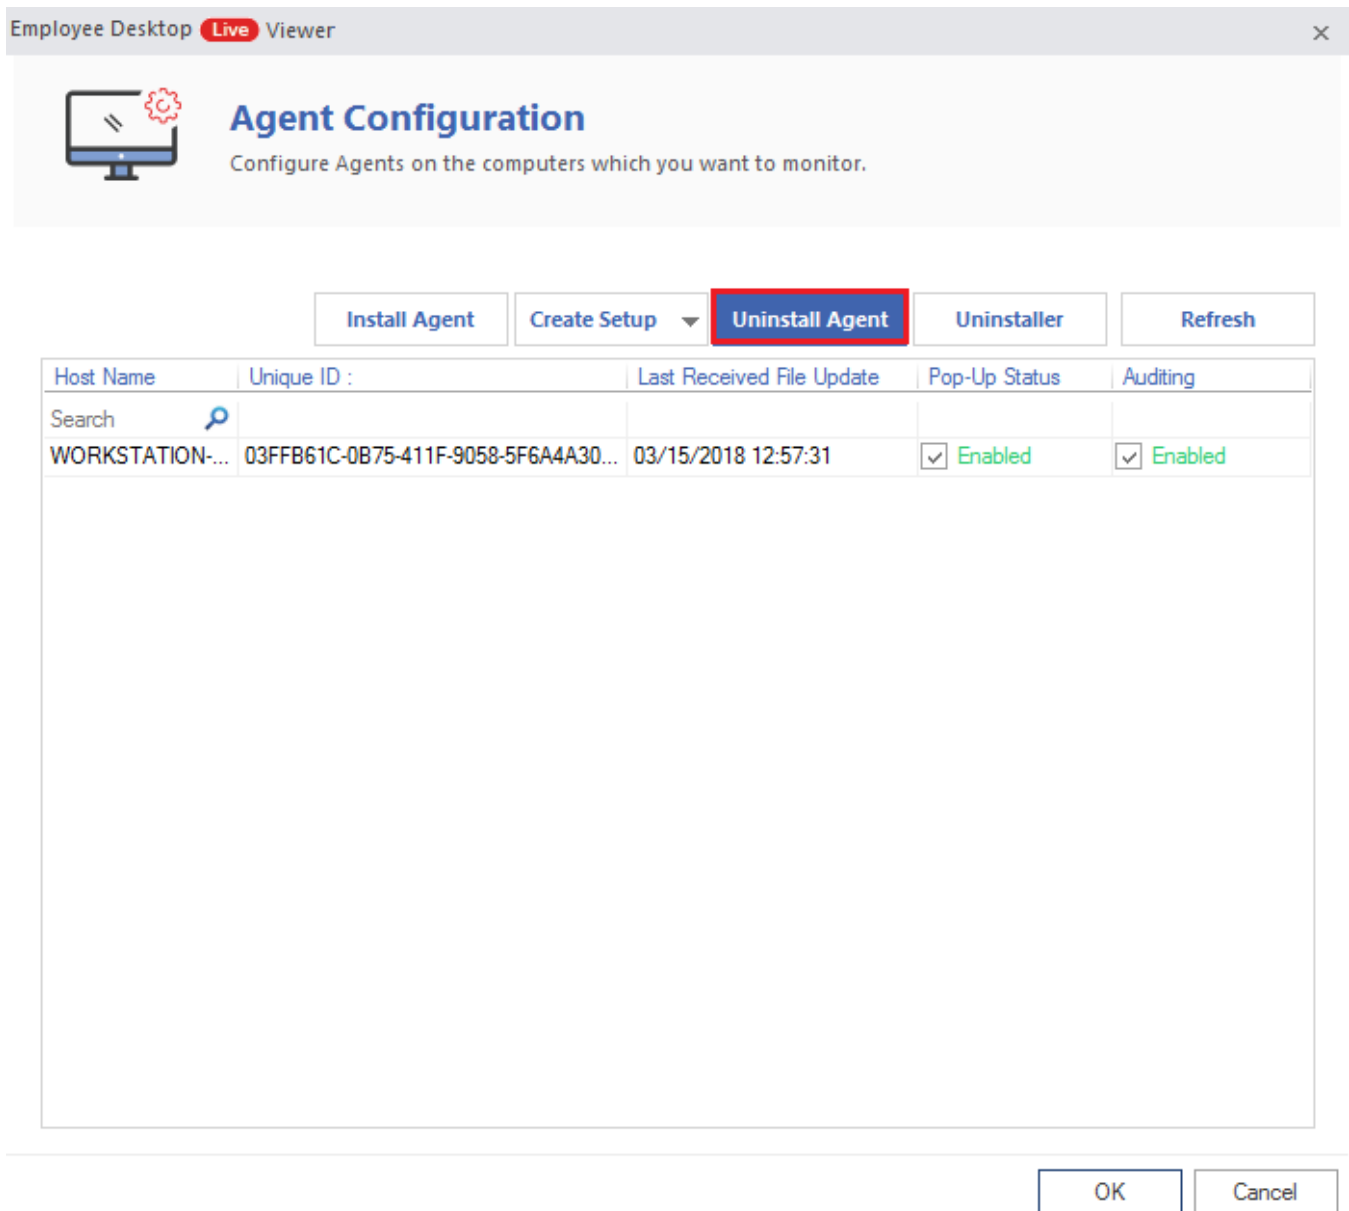 Employee Desktop Live Viewer
Agent Configuration
Configure Agents on the computers which you want to monitor.
Install Agent Create Setup Uninstall Agent Uninstaller Refresh
Host Name Unique ID : Last Received File Update Pop-Up Status Auditing
Search
WORKSTATION-... 03FFB61C-0B75-411F-9058-5F6A4A30... 03/15/2018 12:57:31 Enabled Enabled
OK Cancel